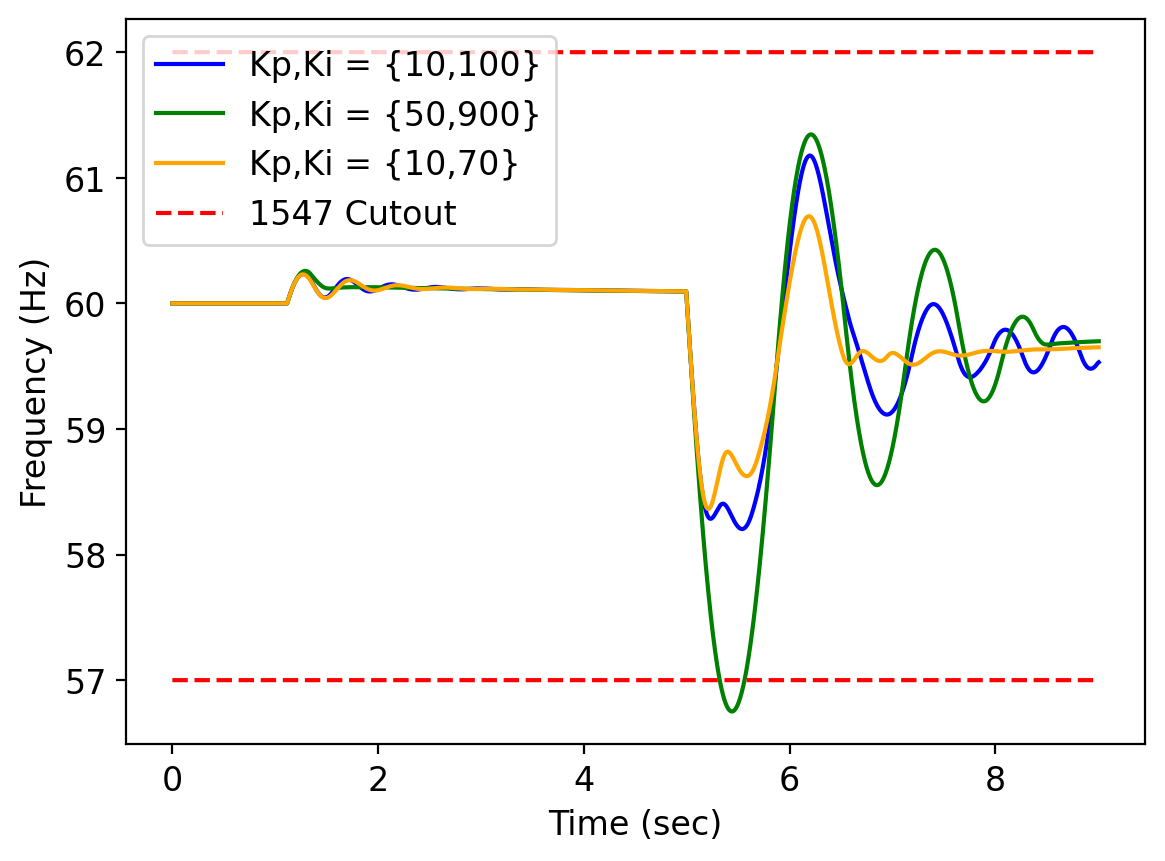 62
61
60
59
58
57
Frequency (Hz)
Kp,Ki = {10,100}
Kp,Ki = {50,900}
Kp,Ki = {10,70}
1547 Cutout
0 2 4 6 8
Time (sec)